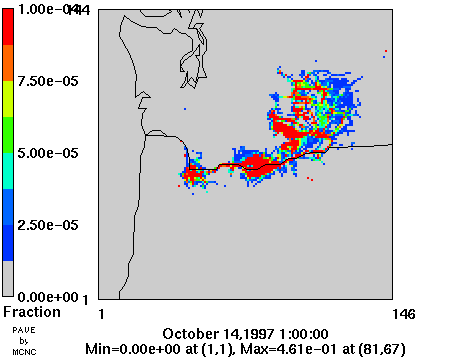 1.00e-04
144
7.50e-05
5.00e-05
2.50e-05
0.00e+00
1
Fraction
1
146
PAVE
by
MCNC
October 14,1997 1:00:00
Min=0.00e+00 at (1,1), Max=4.61e-01 at (81,67)